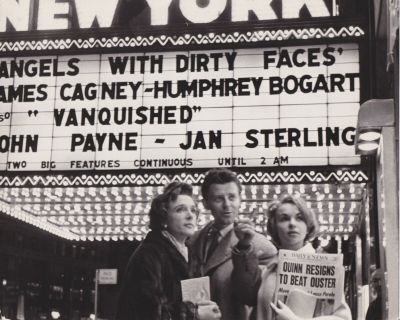 NEW YORK
ANGELS WITH DIRTY FACES'
AMES CAGNEY-HUMPHREY BOGART
SO "VANQUISHED"
OHN PAYNE - JAN STERLING
TWO BIG FEATURES CONTINUOUS UNTIL 2 AM
DAILY NEWS
QUINN RESIGNS
TO BEAT OUSTER